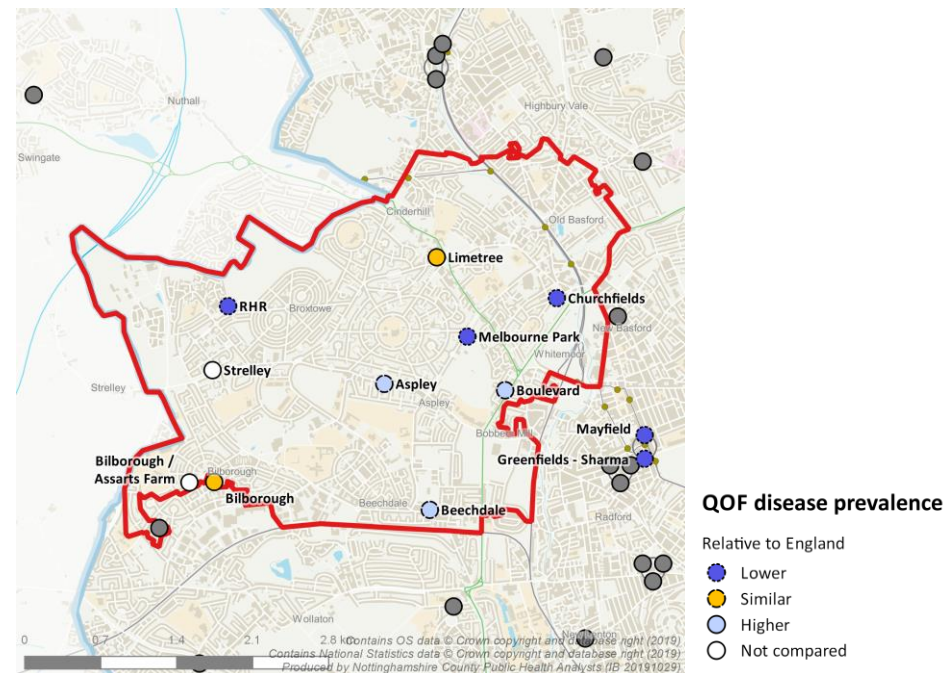 Nuthall
Highbury Vale
Swingate
Cinderhill
Old Basford
Limetree
RHR
Broxtowe
Churchfields
New Basford
Melbourne Park
Whitemoor
Strelley
Strelley
Aspley
Aspley
Boulevard
Mayfield
Bilborough /
Assarts Farm
Bilborough
Bilborough
Greenfields - Sharma
Beechdale
Beechdale
Radford
Wollaton
QOF disease prevalence
Relative to England
Lower
Similar
Higher
Not compared
0 0.7 1.4 2.1 2.8 km
Contains OS data © Crown copyright and database right (2019)
Contains National Statistics data © Crown copyright and database right (2019)
Produced by Nottinghamshire County Public Health Analysts (IB 20191029)